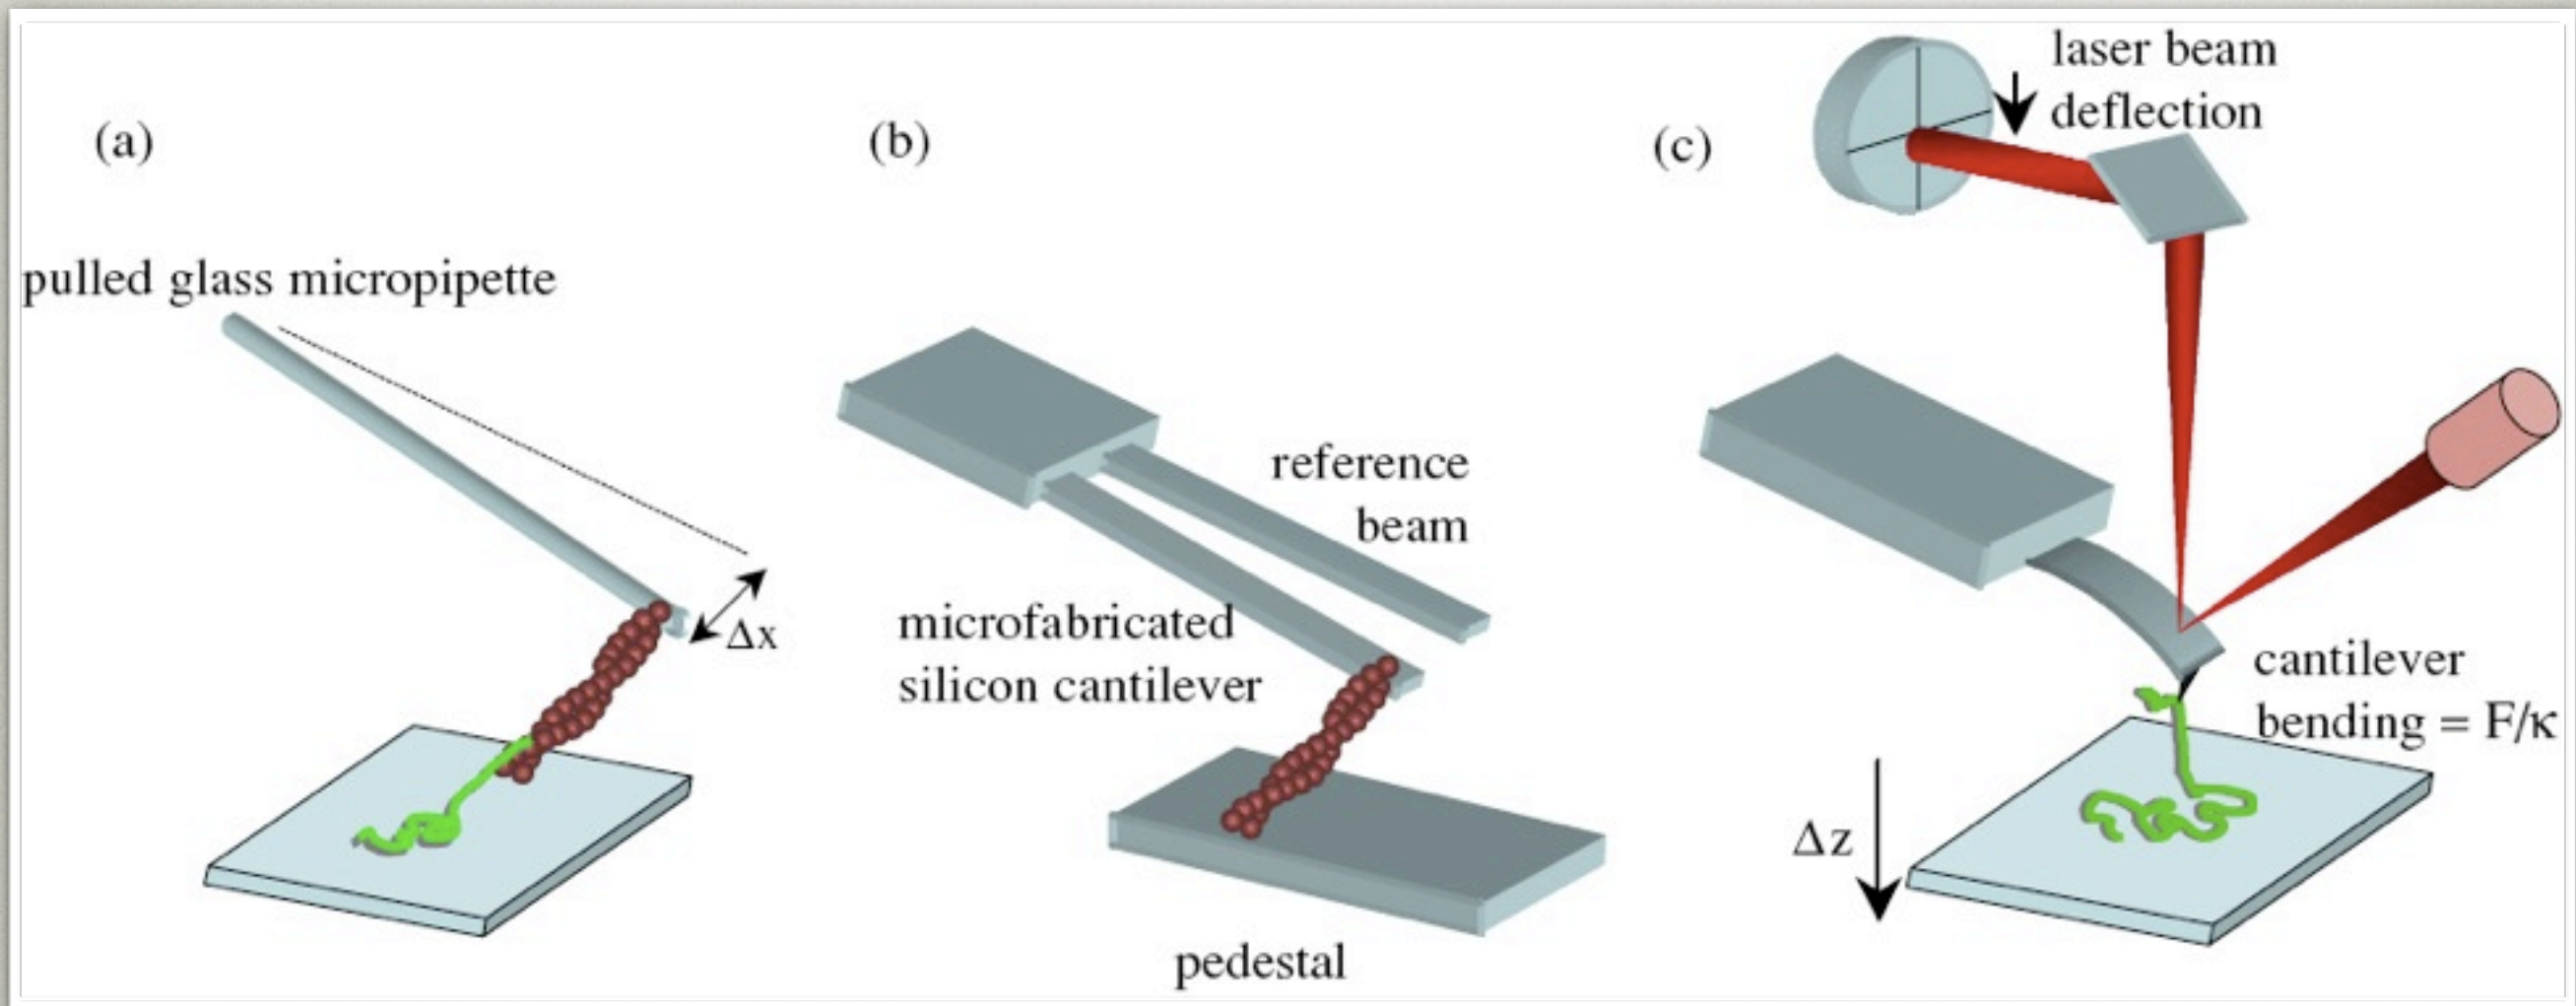 (a)
pulled glass micropipette
Δx
(b)
reference
beam
microfabricated
silicon cantilever
pedestal
(c)
laser beam
deflection
cantilever
bending = F/κ
Δz